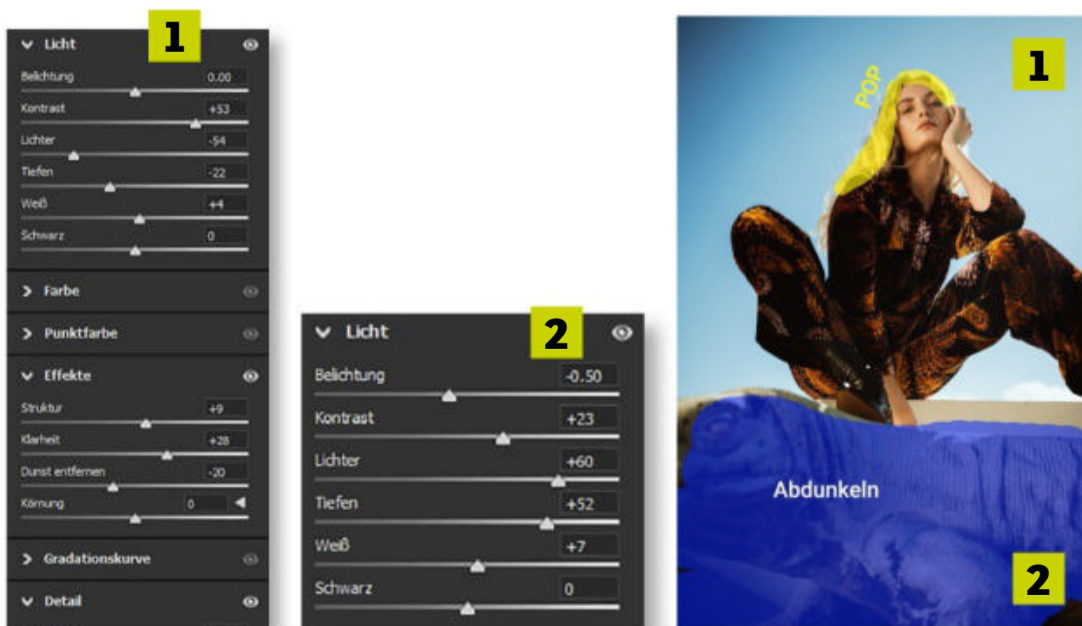 1
Licht
Belichtung 0.00
Kontrast +53
Lichter -54
Tiefen -22
Weiß +4
Schwarz 0
Farbe
Punktfarbe
Effekte
Struktur +9
Klarheit +28
Dunst entfernen -20
Körnung 0
Gradationskurve
Detail
2
Licht
Belichtung -0.50
Kontrast +23
Lichter +60
Tiefen +52
Weiß +7
Schwarz 0
1
POP
Abdunkeln
2